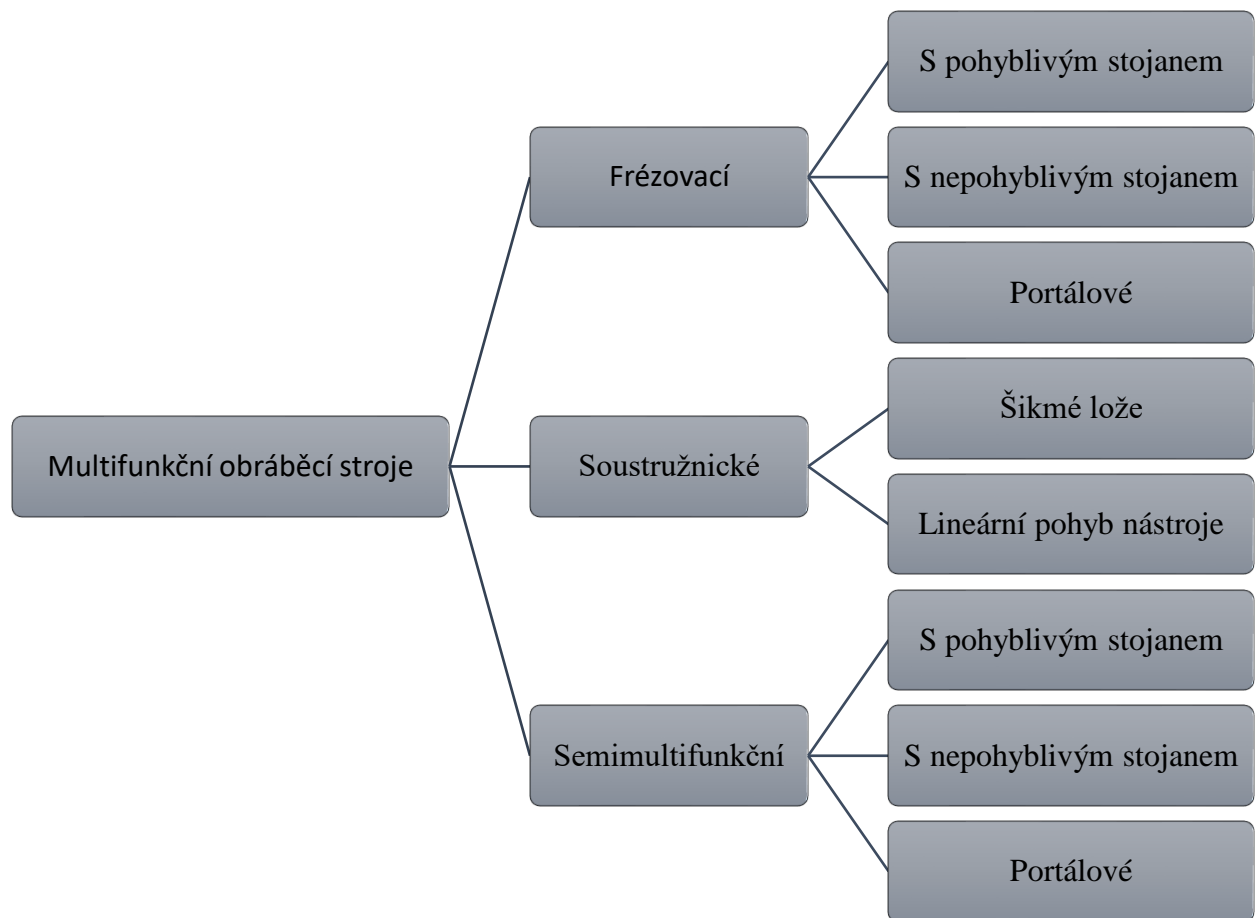 Multifunkční obráběcí stroje
Frézovací
S pohyblivým stojanem
S nepohyblivým stojanem
Portálové
Soustružnické
Šikmé lože
Lineární pohyb nástroje
Semimultifunkční
S pohyblivým stojanem
S nepohyblivým stojanem
Portálové